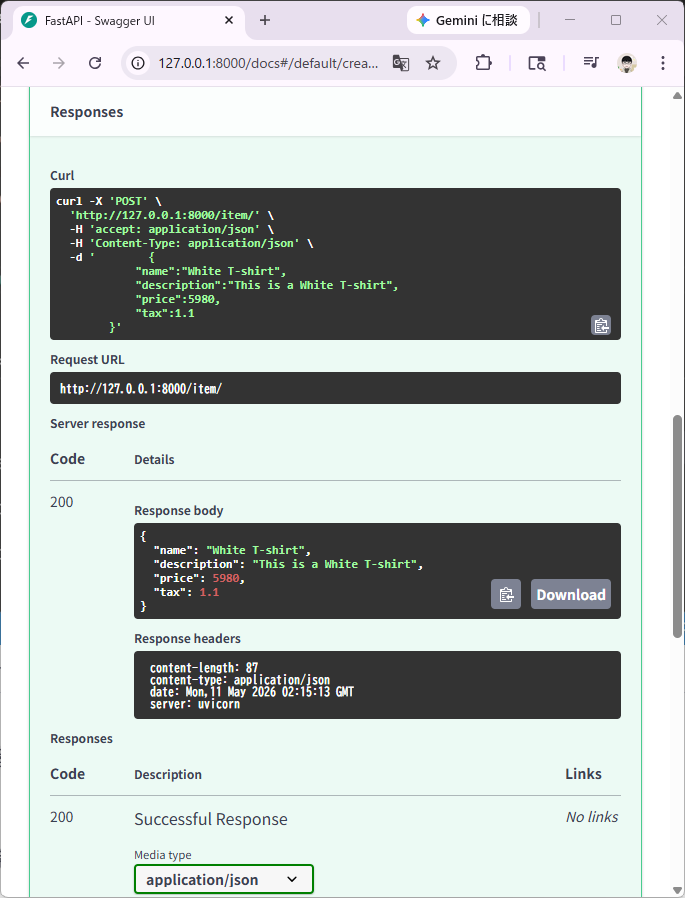 FastAPI - Swagger UI
Gemini に相談
127.0.0.1:8000/docs#/default/crea...
Responses
Curl
curl -X 'POST' \
  'http://127.0.0.1:8000/item/' \
  -H 'accept: application/json' \
  -H 'Content-Type: application/json' \
  -d '        {
            "name":"White T-shirt",
            "description":"This is a White T-shirt",
            "price":5980,
            "tax":1.1
        }'
Request URL
http://127.0.0.1:8000/item/
Server response
Code Details
200
Response body
{
  "name": "White T-shirt",
  "description": "This is a White T-shirt",
  "price": 5980,
  "tax": 1.1
}
Download
Response headers
content-length: 87
content-type: application/json
date: Mon,11 May 2026 02:15:13 GMT
server: uvicorn
Responses
Code Description Links
200 Successful Response No links
Media type
application/json